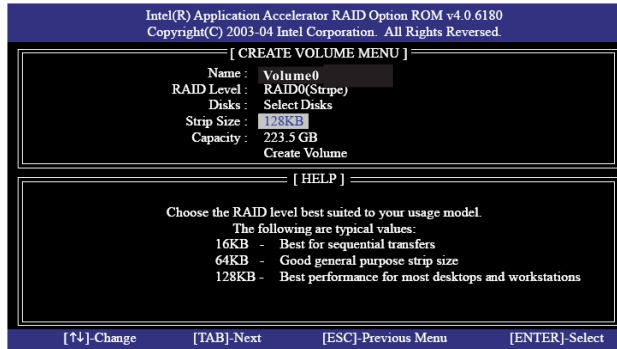 Intel(R) Application Accelerator RAID Option ROM v4.0.6180
Copyright(C) 2003-04 Intel Corporation. All Rights Reversed.
[ CREATE VOLUME MENU ]
Name : Volume0
RAID Level : RAID0(Stripe)
Disks : Select Disks
Strip Size : 128KB
Capacity : 223.5 GB
Create Volume
[ HELP ]
Choose the RAID level best suited to your usage model.
The following are typical values:
16KB - Best for sequential transfers
64KB - Good general purpose strip size
128KB - Best performance for most desktops and workstations
[↑↓]-Change [TAB]-Next [ESC]-Previous Menu [ENTER]-Select